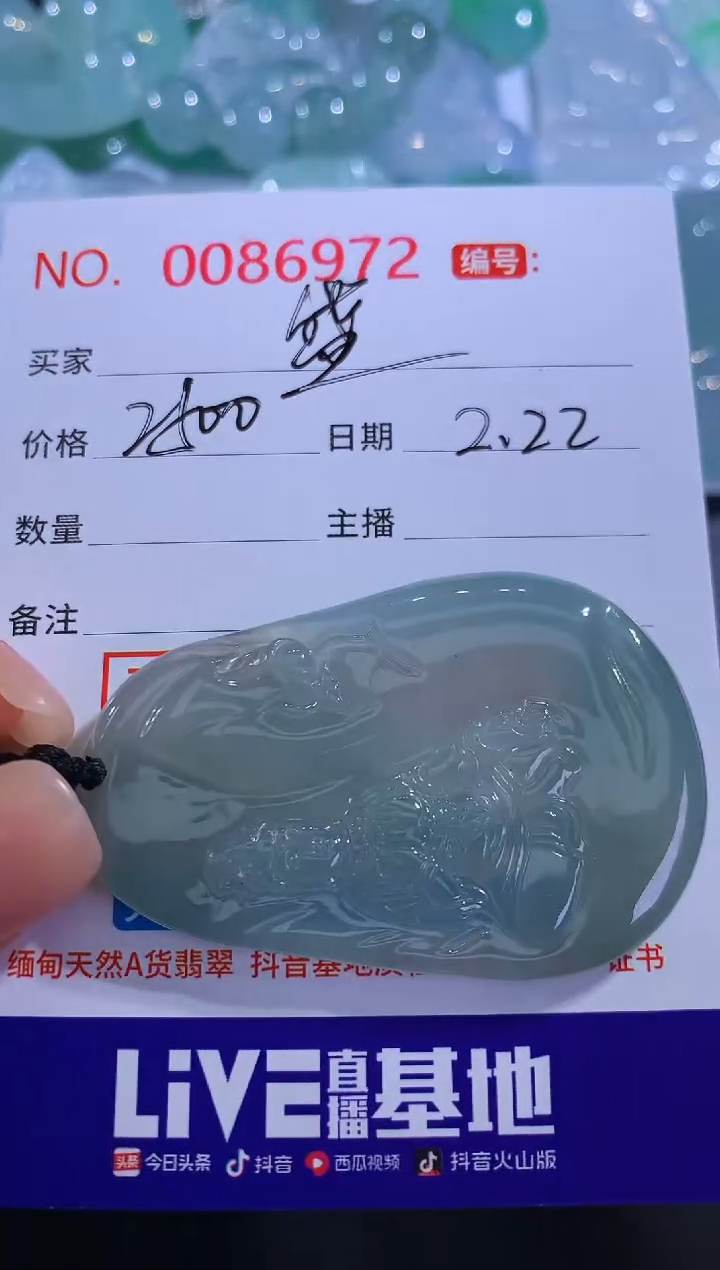 NO. 0086972 编号:
买家
价格 2500 日期 2.22
数量 主播
备注
缅甸天然A货翡翠 抖音基地 证书
LiVE直播基地
头条 今日头条 抖音 西瓜视频 抖音火山版